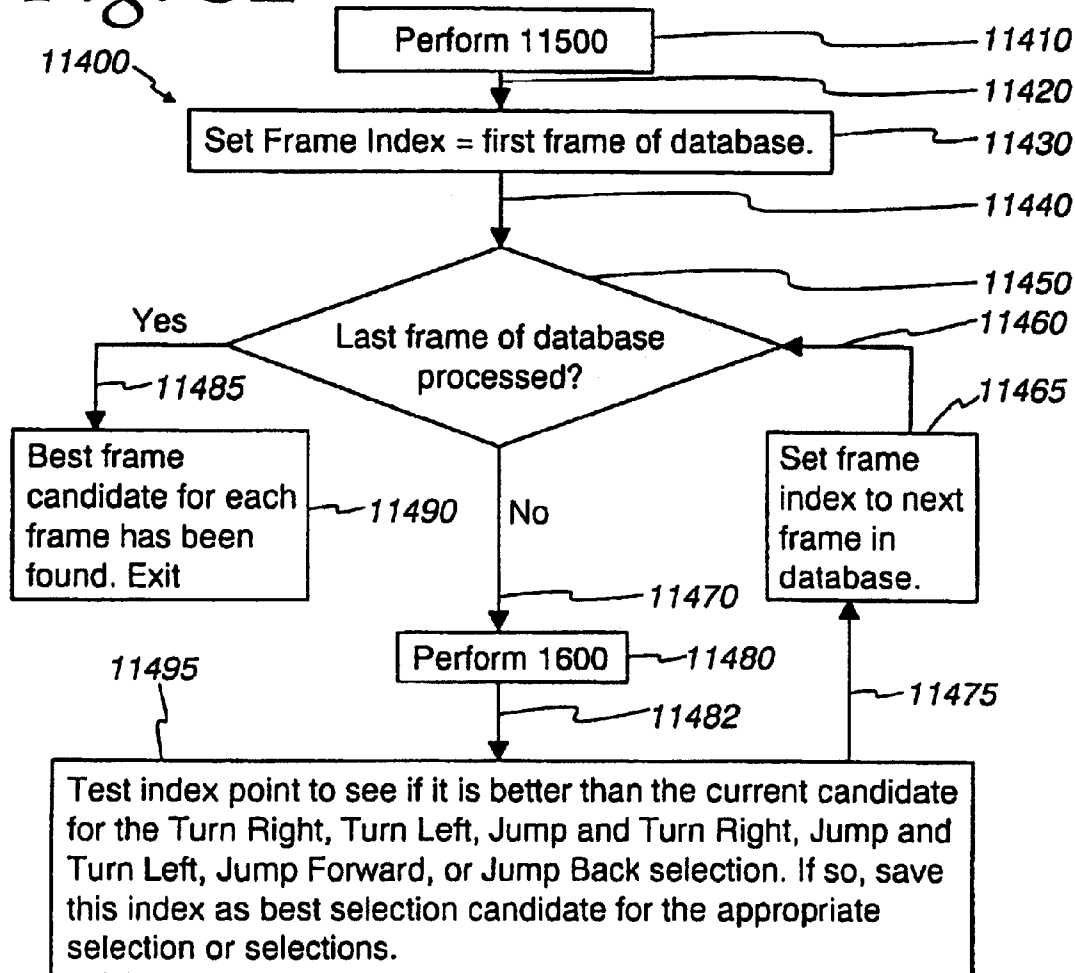 Perform 11500
11410
11400
11420
Set Frame Index = first frame of database.
11430
11440
11450
11460
Yes
Last frame of database
processed?
11485
11465
Best frame
candidate for each
frame has been
found. Exit
11490
No
Set frame
index to next
frame in
database.
11470
Perform 1600
11480
11495
11475
11482
Test index point to see if it is better than the current candidate
for the Turn Right, Turn Left, Jump and Turn Right, Jump and
Turn Left, Jump Forward, or Jump Back selection. If so, save
this index as best selection candidate for the appropriate
selection or selections.